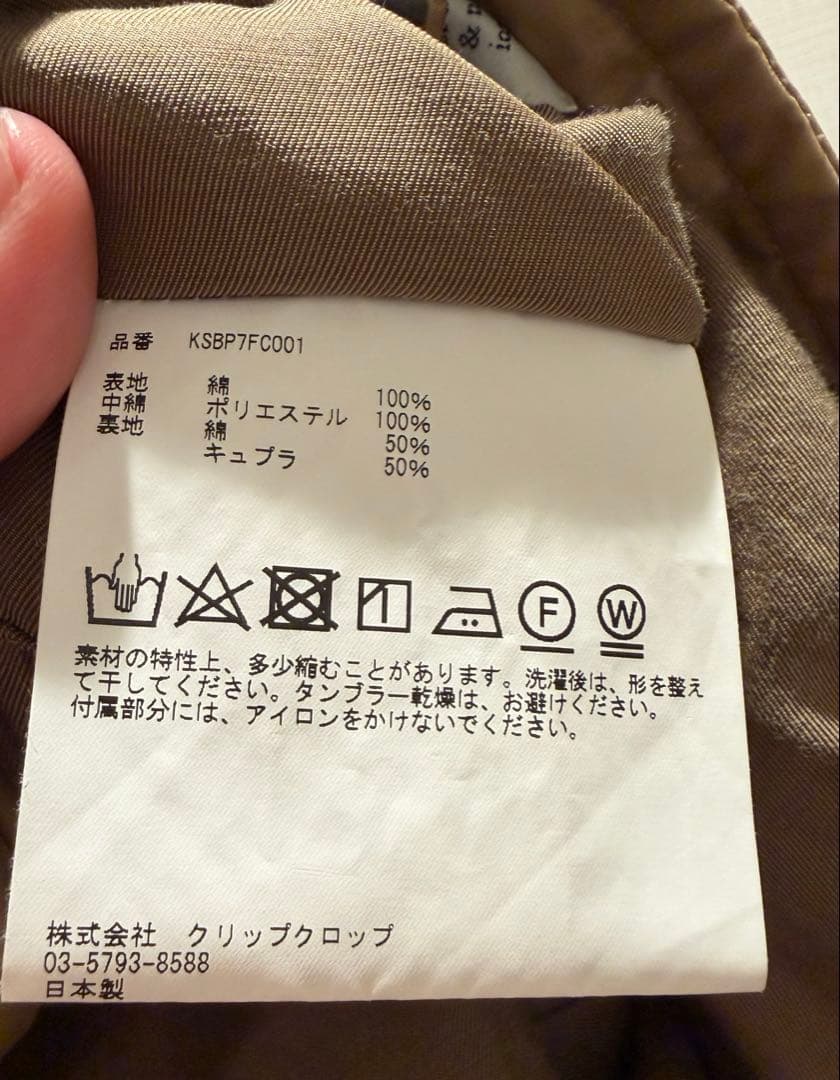 品番 KSBP7FC001
表地 綿 100%
中綿 ポリエステル 100%
裏地 綿 50%
キュプラ 50%
F W
素材の特性上、多少縮むことがあります。洗濯後は、形を整え
て干してください。タンブラー乾燥は、お避けください。
付属部分には、アイロンをかけないでください。
株式会社 クリップクロップ
03-5793-8588
日本製